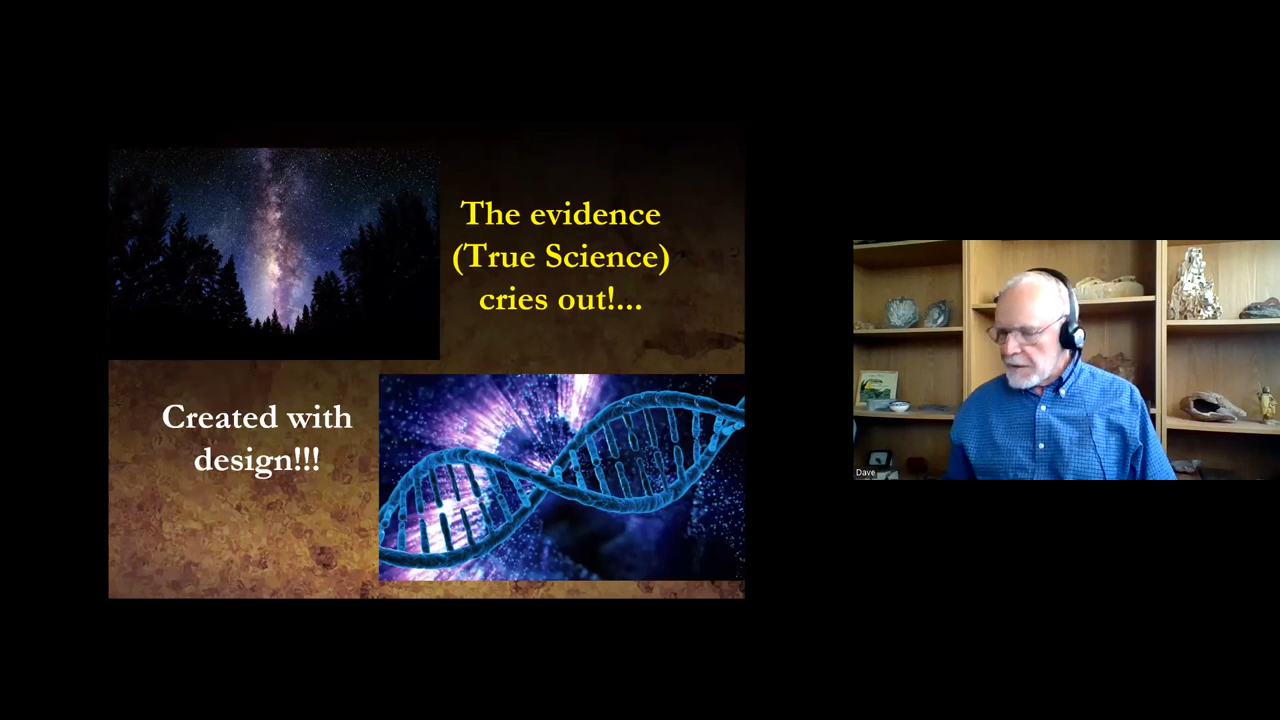 The evidence
(True Science)
cries out!...
Created with
design!!!
Dave